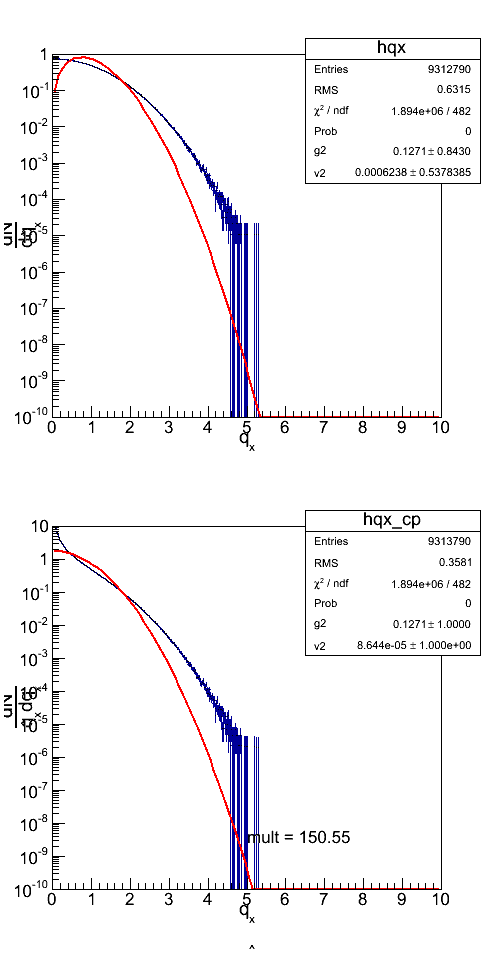 hqx
Entries 9312790
RMS 0.6315
χ² / ndf 1.894e+06 / 482
Prob 0
g2 0.1271 ± 0.8430
v2 0.0006238 ± 0.5378385
1
10⁻¹
10⁻²
10⁻³
10⁻⁴
10⁻⁵
10⁻⁶
10⁻⁷
10⁻⁸
10⁻⁹
10⁻¹⁰
0 1 2 3 4 5 6 7 8 9 10
qₓ
hqx_cp
Entries 9313790
RMS 0.3581
χ² / ndf 1.894e+06 / 482
Prob 0
g2 0.1271 ± 1.0000
v2 8.644e-05 ± 1.000e+00
10
1
10⁻¹
10⁻²
10⁻³
10⁻⁴
10⁻⁵
10⁻⁶
10⁻⁷
10⁻⁸
mult = 150.55
10⁻⁹
10⁻¹⁰
0 1 2 3 4 5 6 7 8 9 10
qₓ